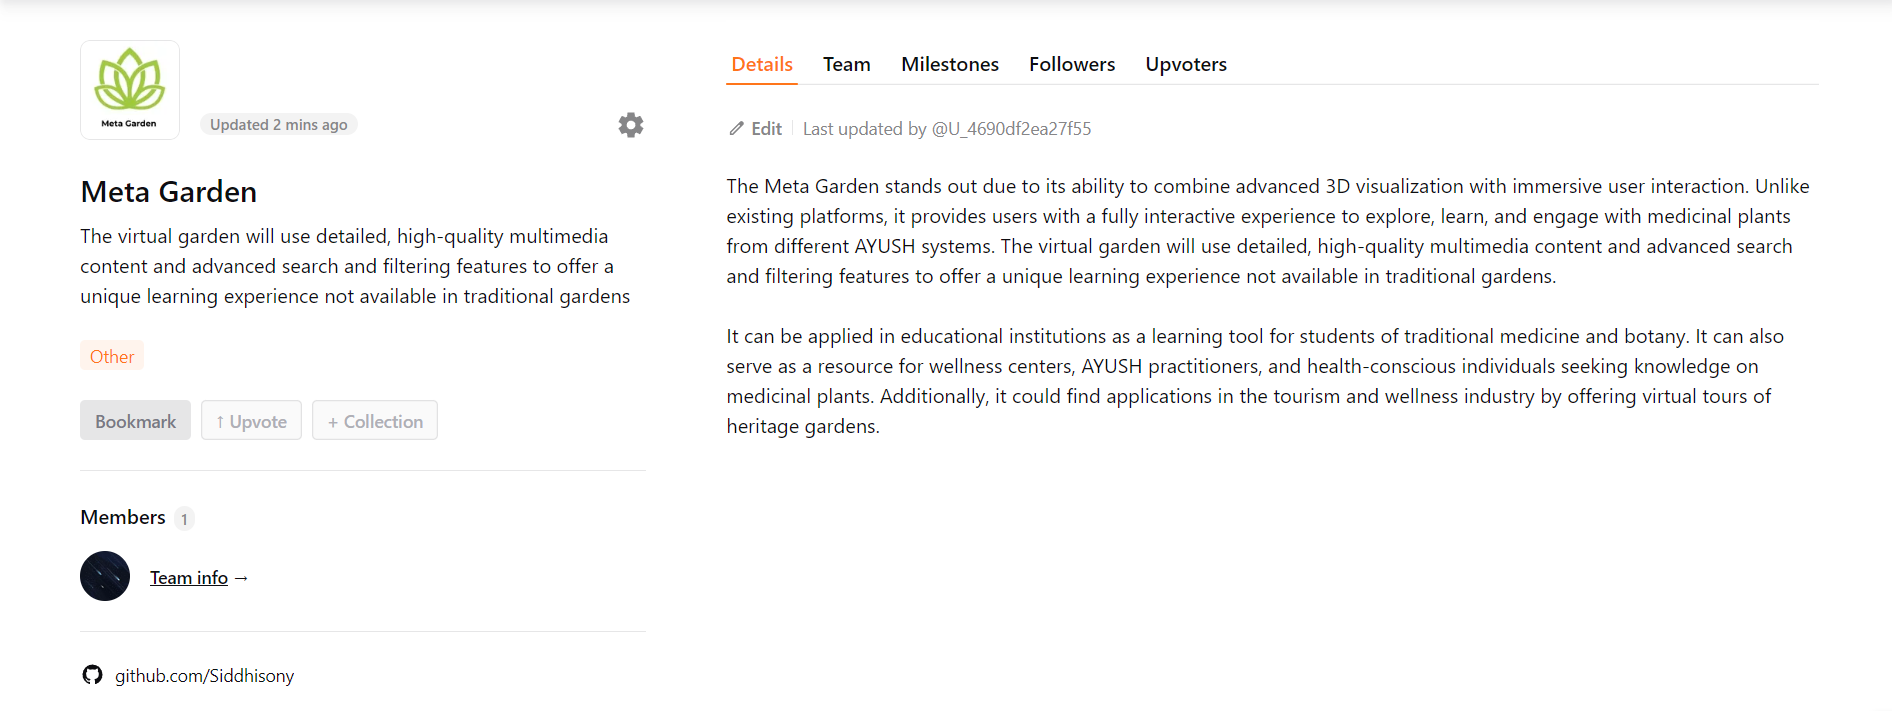 Meta Garden
Updated 2 mins ago
Meta Garden
The virtual garden will use detailed, high-quality multimedia
content and advanced search and filtering features to offer a
unique learning experience not available in traditional gardens
Other
Bookmark
↑ Upvote
+ Collection
Members 1
Team info →
github.com/Siddhisony
Details
Team
Milestones
Followers
Upvoters
Edit
Last updated by @U_4690df2ea27f55
The Meta Garden stands out due to its ability to combine advanced 3D visualization with immersive user interaction. Unlike
existing platforms, it provides users with a fully interactive experience to explore, learn, and engage with medicinal plants
from different AYUSH systems. The virtual garden will use detailed, high-quality multimedia content and advanced search
and filtering features to offer a unique learning experience not available in traditional gardens.
It can be applied in educational institutions as a learning tool for students of traditional medicine and botany. It can also
serve as a resource for wellness centers, AYUSH practitioners, and health-conscious individuals seeking knowledge on
medicinal plants. Additionally, it could find applications in the tourism and wellness industry by offering virtual tours of
heritage gardens.